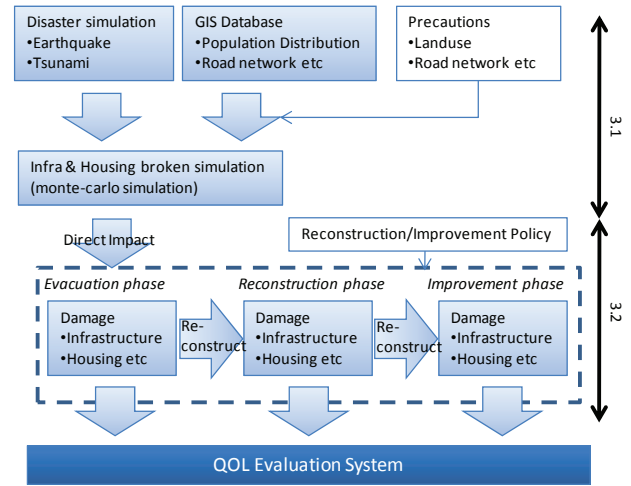 Disaster simulation
•Earthquake
•Tsunami
GIS Database
•Population Distribution
•Road network etc
Precautions
•Landuse
•Road network etc
3.1
Infra & Housing broken simulation
(monte-carlo simulation)
Direct Impact
Reconstruction/Improvement Policy
3.2
Evacuation phase
Reconstruction phase
Improvement phase
Damage
•Infrastructure
•Housing etc
Re-
construct
Damage
•Infrastructure
•Housing etc
Re-
construct
Damage
•Infrastructure
•Housing etc
QOL Evaluation System